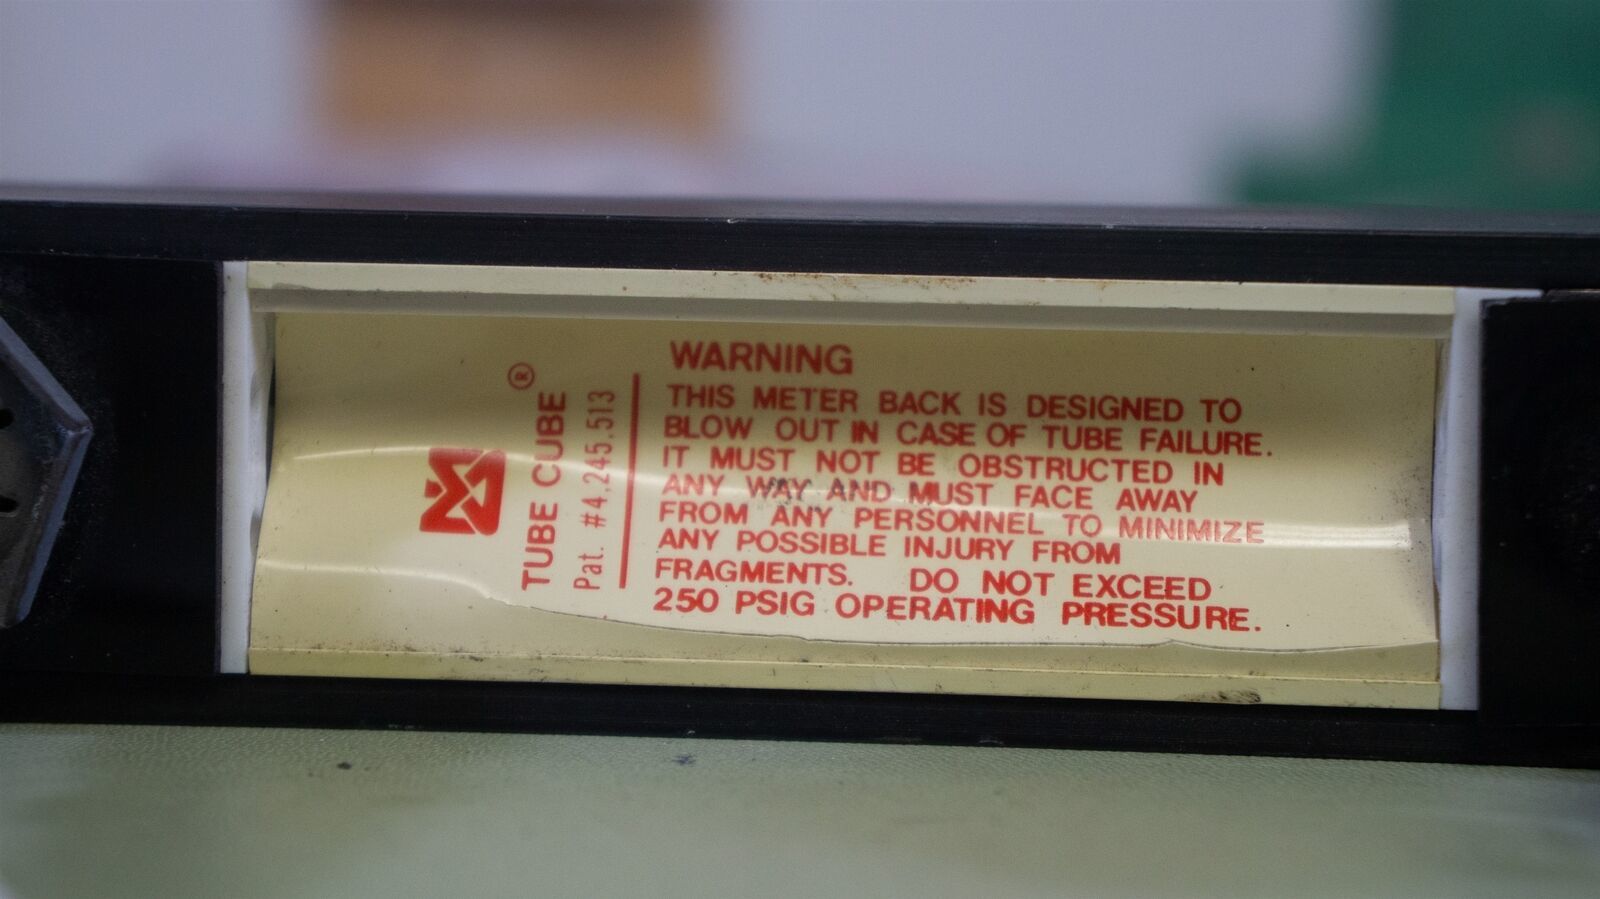 TUBE CUBE®
Pat. #4,245,513
WARNING
THIS METER BACK IS DESIGNED TO
BLOW OUT IN CASE OF TUBE FAILURE.
IT MUST NOT BE OBSTRUCTED IN
ANY WAY AND MUST FACE AWAY
FROM ANY PERSONNEL TO MINIMIZE
ANY POSSIBLE INJURY FROM
FRAGMENTS. DO NOT EXCEED
250 PSIG OPERATING PRESSURE.